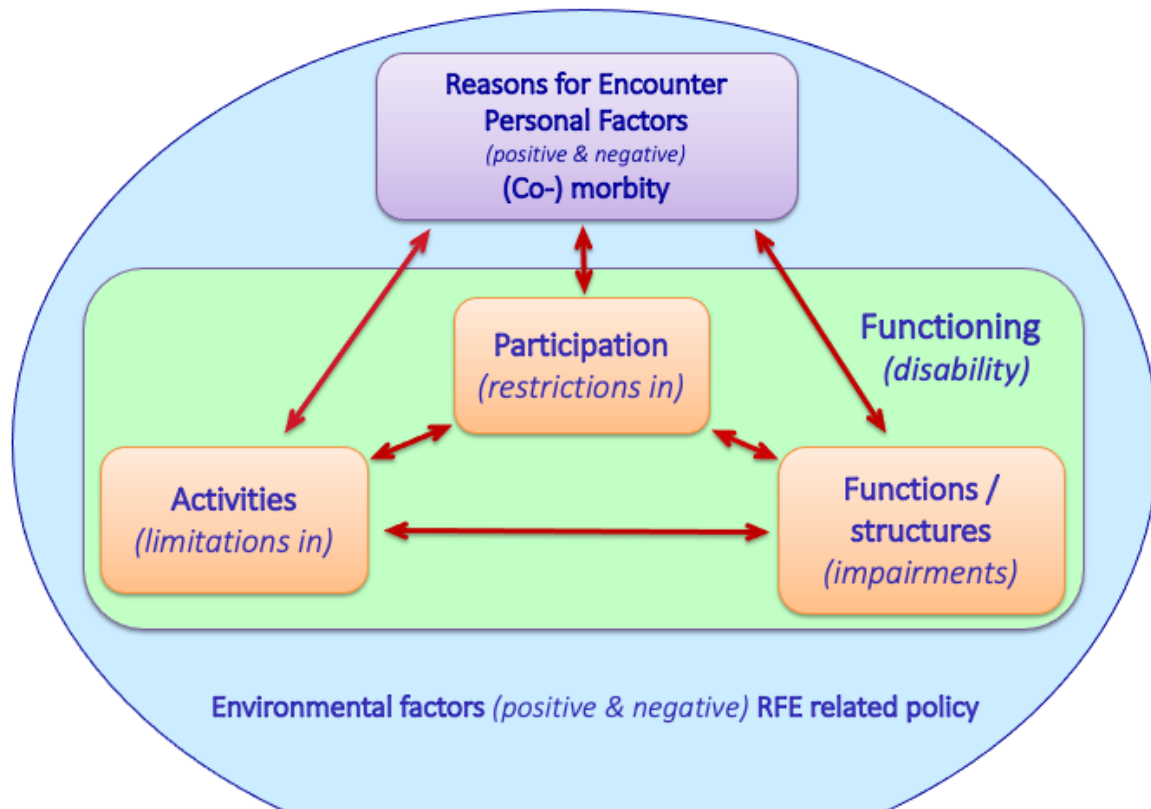 Reasons for Encounter
Personal Factors
(positive & negative)
(Co-) morbity
Participation
(restrictions in)
Functioning
(disability)
Activities
(limitations in)
Functions /
structures
(impairments)
Environmental factors (positive & negative) RFE related policy